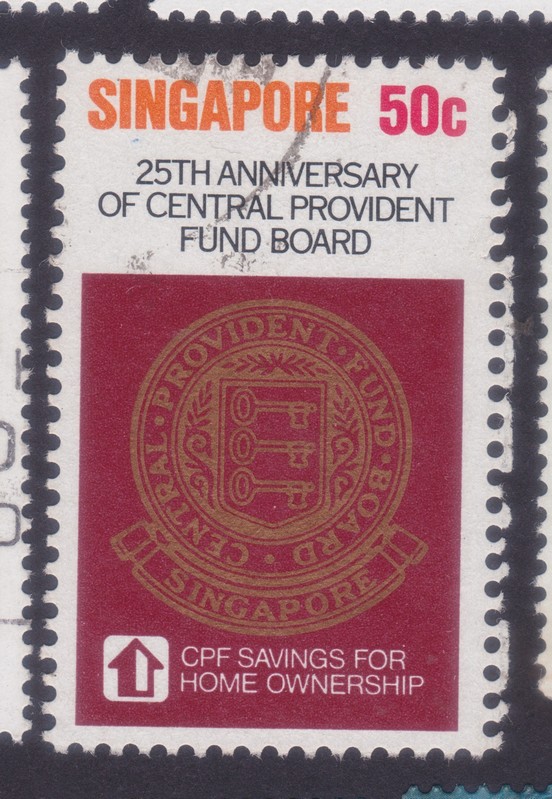 SINGAPORE 50c
25TH ANNIVERSARY
OF CENTRAL PROVIDENT
FUND BOARD
CENTRAL · PROVIDENT · FUND · BOARD ·
SINGAPORE
CPF SAVINGS FOR
HOME OWNERSHIP